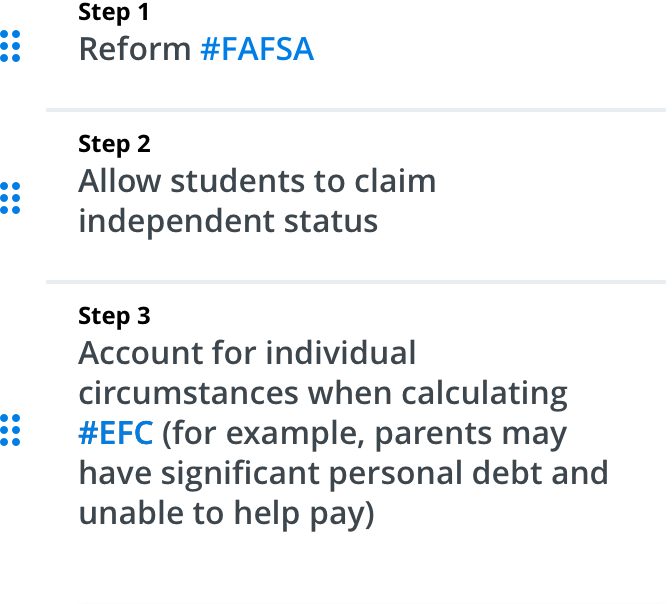 Step 1
Reform #FAFSA
Step 2
Allow students to claim
independent status
Step 3
Account for individual
circumstances when calculating
#EFC (for example, parents may
have significant personal debt and
unable to help pay)